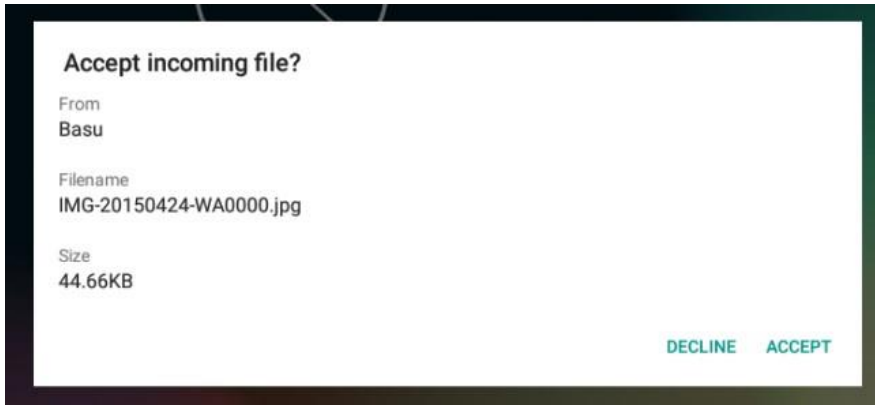 Accept incoming file?
From
Basu
Filename
IMG-20150424-WA0000.jpg
Size
44.66KB
DECLINE ACCEPT